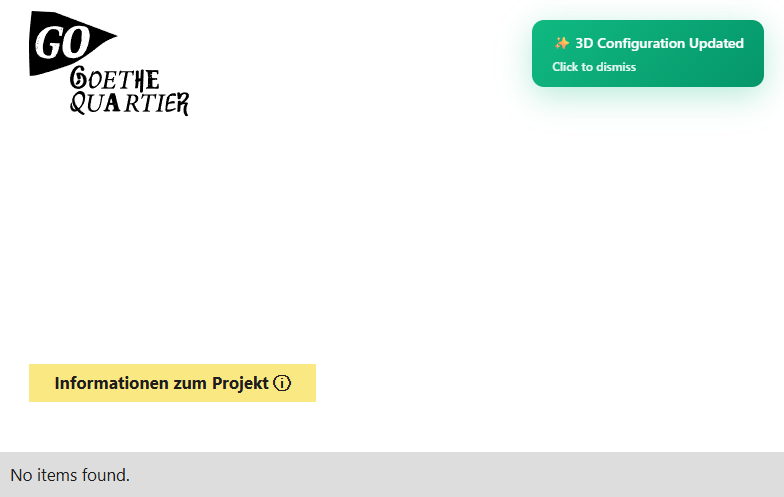 GO
GOETHE
QUARTIER
✨ 3D Configuration Updated
Click to dismiss
Informationen zum Projekt ⓘ
No items found.